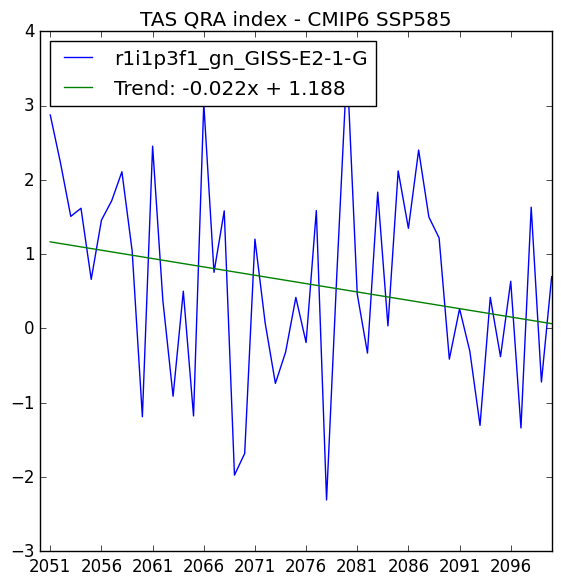 TAS QRA index - CMIP6 SSP585
4
r1i1p3f1_gn_GISS-E2-1-G
Trend: -0.022x + 1.188
3
2
1
0
−1
−2
−3
2051 2056 2061 2066 2071 2076 2081 2086 2091 2096